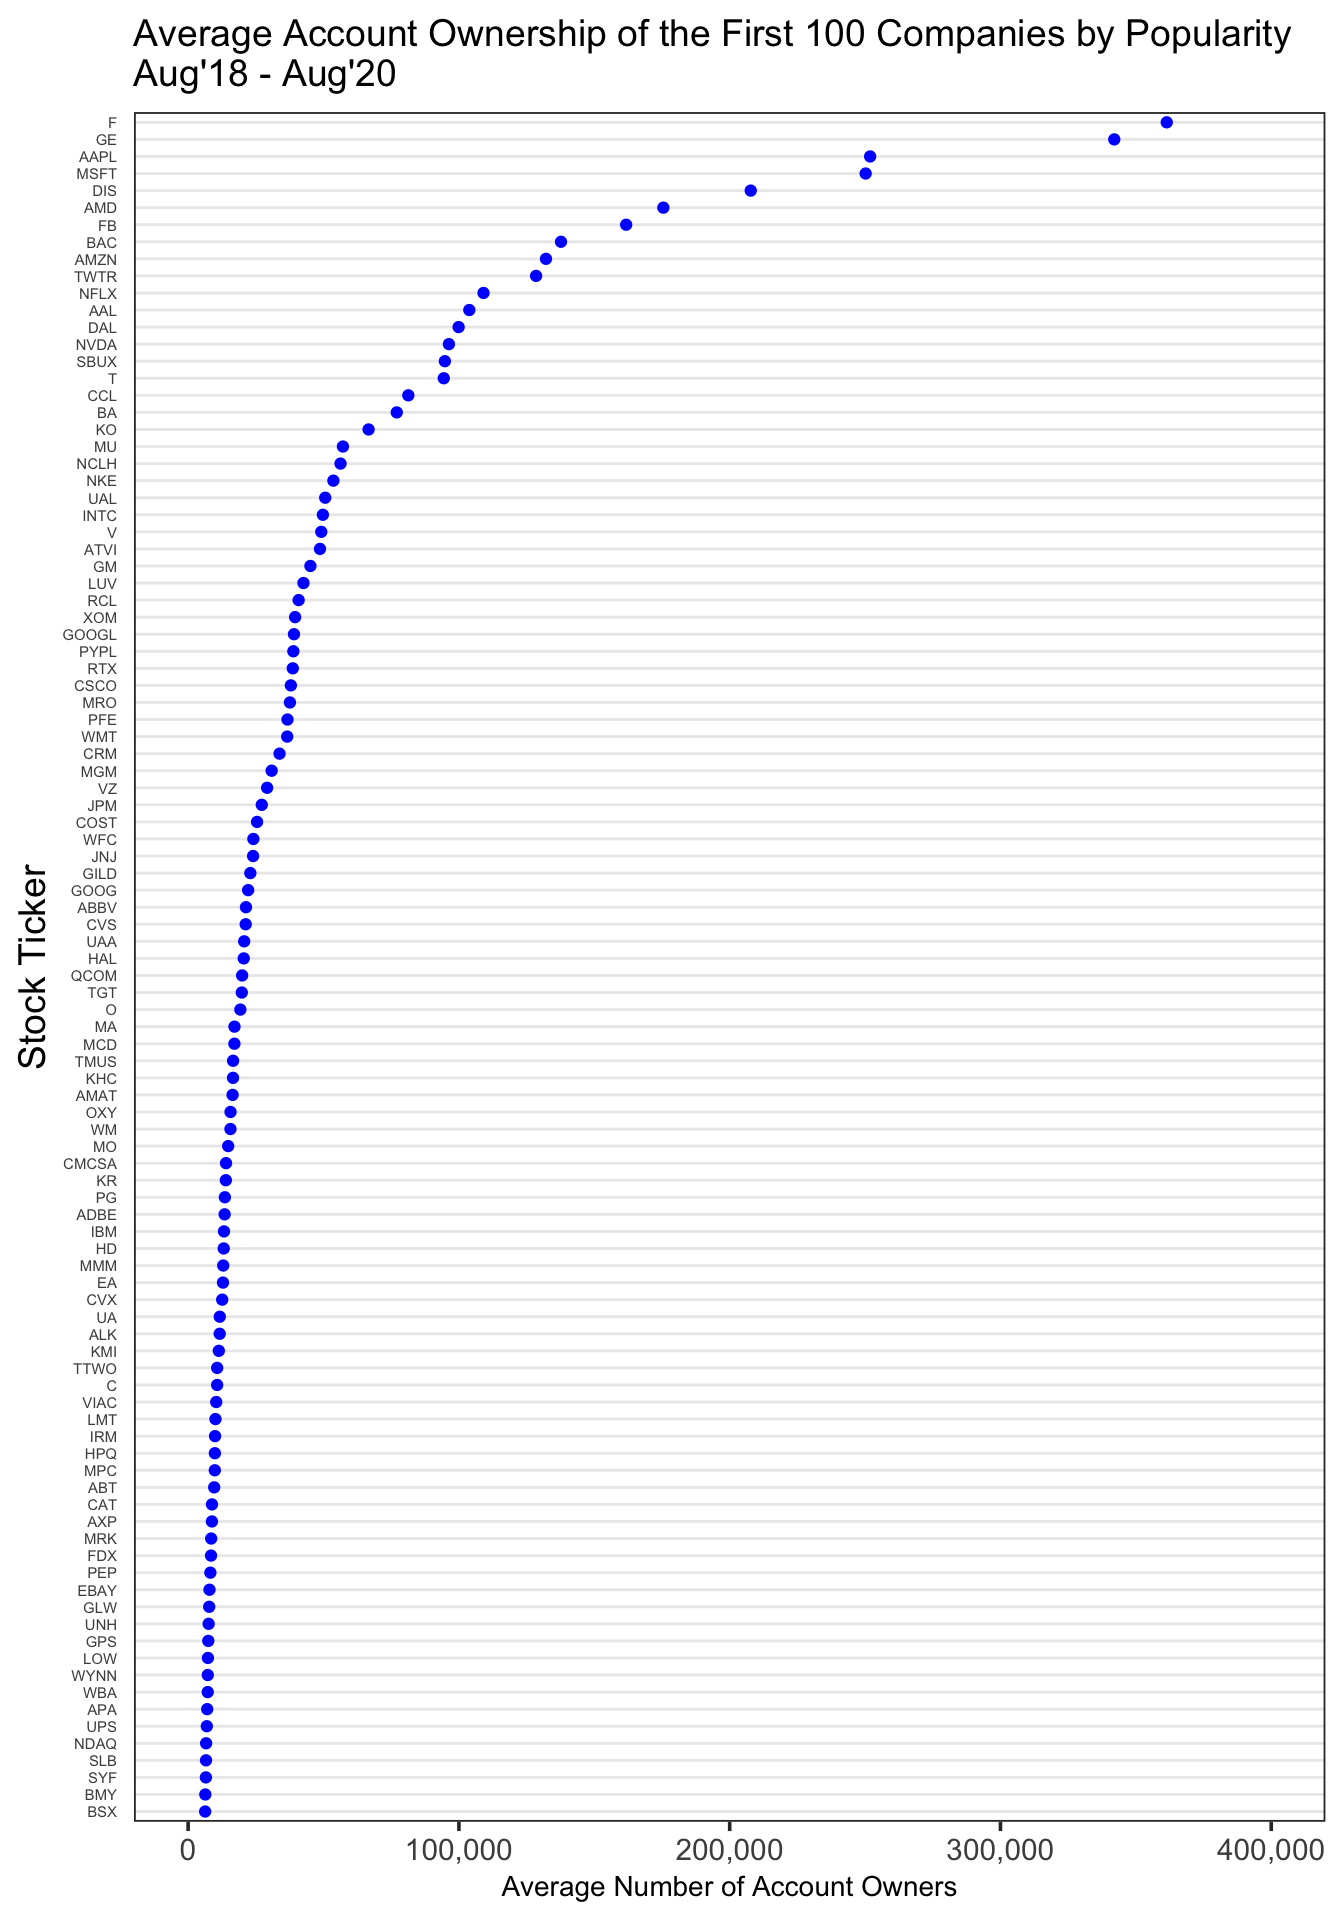 Average Account Ownership of the First 100 Companies by Popularity
Aug'18 - Aug'20
Stock Ticker
F
GE
AAPL
MSFT
DIS
AMD
FB
BAC
AMZN
TWTR
NFLX
AAL
DAL
NVDA
SBUX
T
CCL
BA
KO
MU
NCLH
NKE
UAL
INTC
V
ATVI
GM
LUV
RCL
XOM
GOOGL
PYPL
RTX
CSCO
MRO
PFE
WMT
CRM
MGM
VZ
JPM
COST
WFC
JNJ
GILD
GOOG
ABBV
CVS
UAA
HAL
QCOM
TGT
O
MA
MCD
TMUS
KHC
AMAT
OXY
WM
MO
CMCSA
KR
PG
ADBE
IBM
HD
MMM
EA
CVX
UA
ALK
KMI
TTWO
C
VIAC
LMT
IRM
HPQ
MPC
ABT
CAT
AXP
MRK
FDX
PEP
EBAY
GLW
UNH
GPS
LOW
WYNN
WBA
APA
UPS
NDAQ
SLB
SYF
BMY
BSX
0 100,000 200,000 300,000 400,000
Average Number of Account Owners